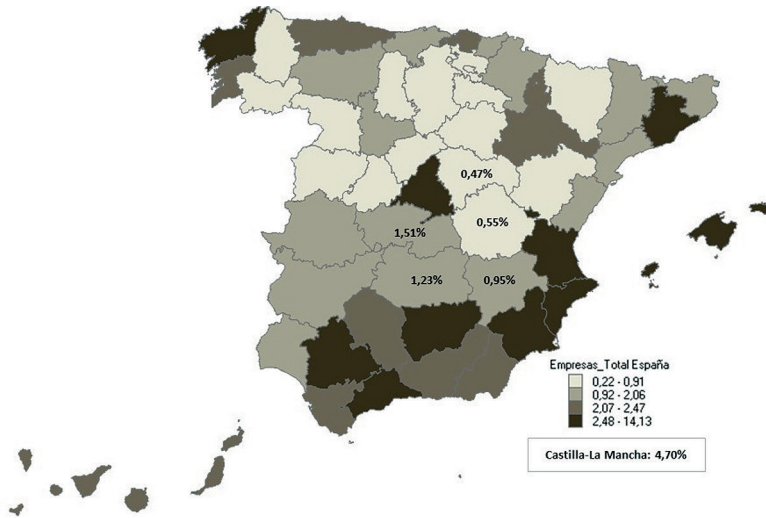 0,47%
0,55%
1,51%
1,23%
0,95%
Empresas_Total España
0,22 - 0,91
0,92 - 2,06
2,07 - 2,47
2,48 - 14,13
Castilla-La Mancha: 4,70%